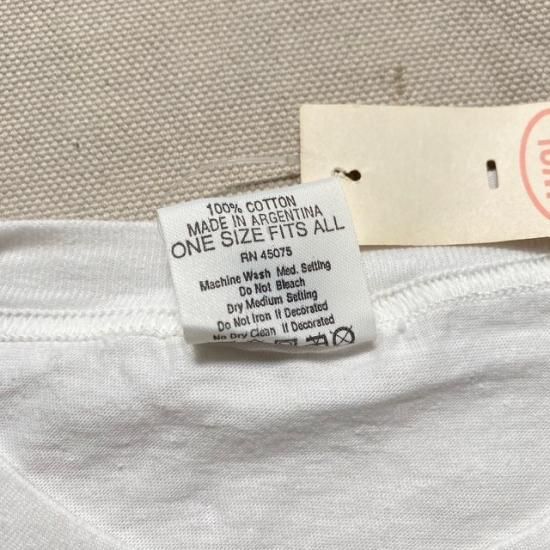 100% COTTON
MADE IN ARGENTINA
ONE SIZE FITS ALL
RN 45075
Machine Wash Med. Setting
Do Not Bleach
Dry Medium Setting
Do Not Iron If Decorated
No Dry Clean If Decorated